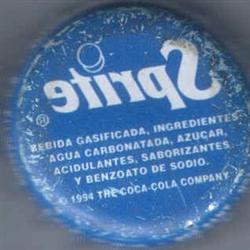 Sprite
®
BEBIDA GASIFICADA, INGREDIENTES
AGUA CARBONATADA, AZUCAR,
ACIDULANTES, SABORIZANTES
Y BENZOATO DE SODIO.
© 1994 THE COCA-COLA COMPANY